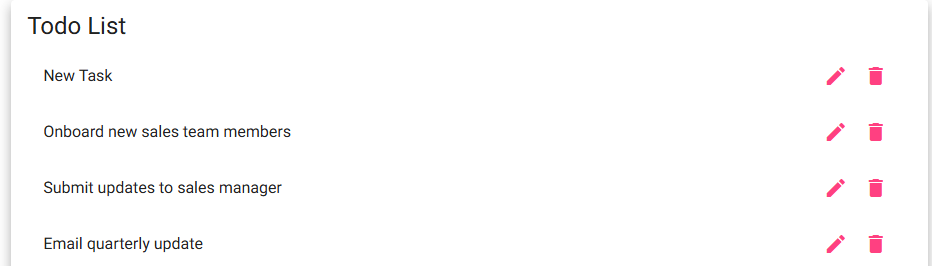 Todo List
New Task
Onboard new sales team members
Submit updates to sales manager
Email quarterly update